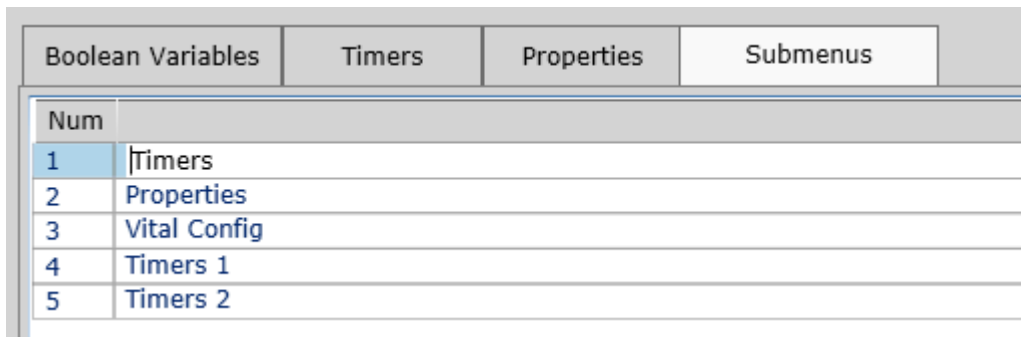 Boolean Variables Timers Properties Submenus
Num
1 Timers
2 Properties
3 Vital Config
4 Timers 1
5 Timers 2